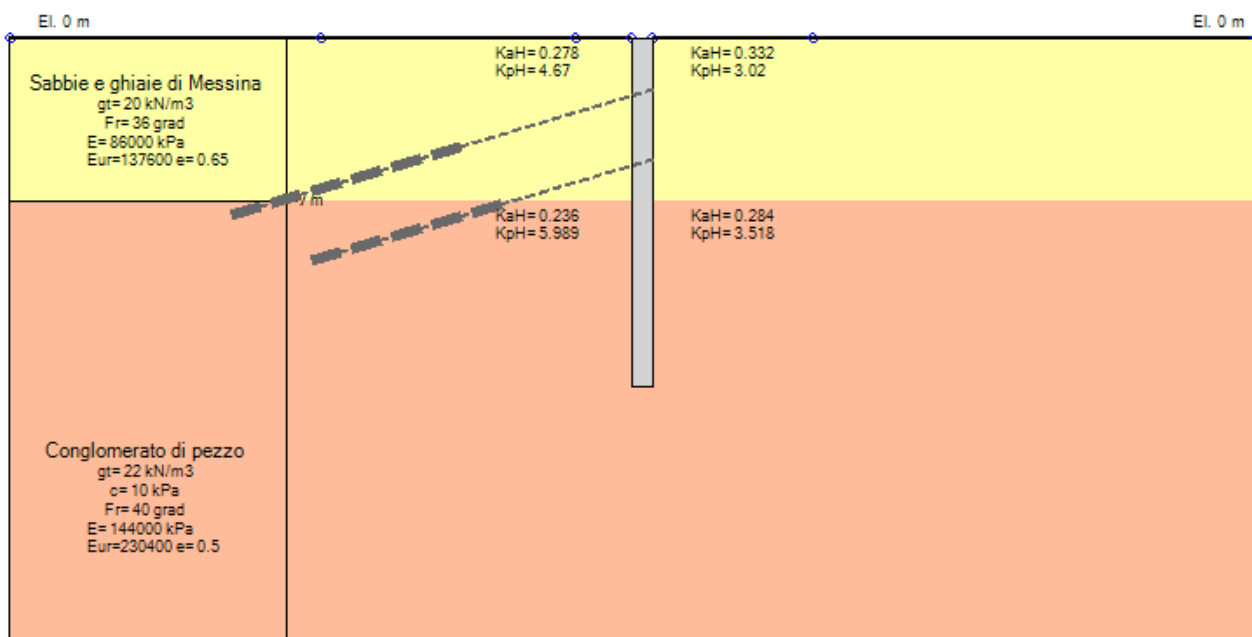 El. 0 m
El. 0 m
KaH= 0.278
KpH= 4.67
KaH= 0.332
KpH= 3.02
Sabbie e ghiaie di Messina
gt= 20 kN/m3
Fr= 36 grad
E= 86000 kPa
Eur=137600 e= 0.65
m
KaH= 0.236
KpH= 5.989
KaH= 0.284
KpH= 3.518
Conglomerato di pezzo
gt= 22 kN/m3
c= 10 kPa
Fr= 40 grad
E= 144000 kPa
Eur=230400 e= 0.5